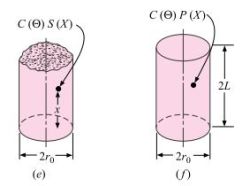 C (Θ) S (X)
C (Θ) P (X)
x
2L
2r₀
2r₀
(e)
(f)